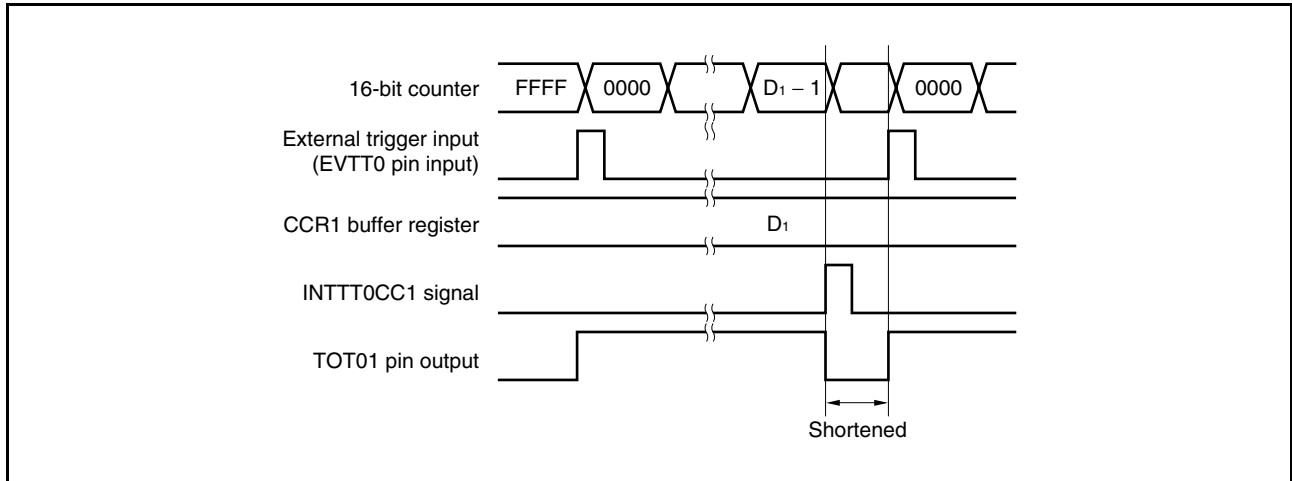 16-bit counter FFFF 0000 D₁ – 1 0000
External trigger input
(EVTT0 pin input)
CCR1 buffer register D₁
INTTT0CC1 signal
TOT01 pin output
Shortened